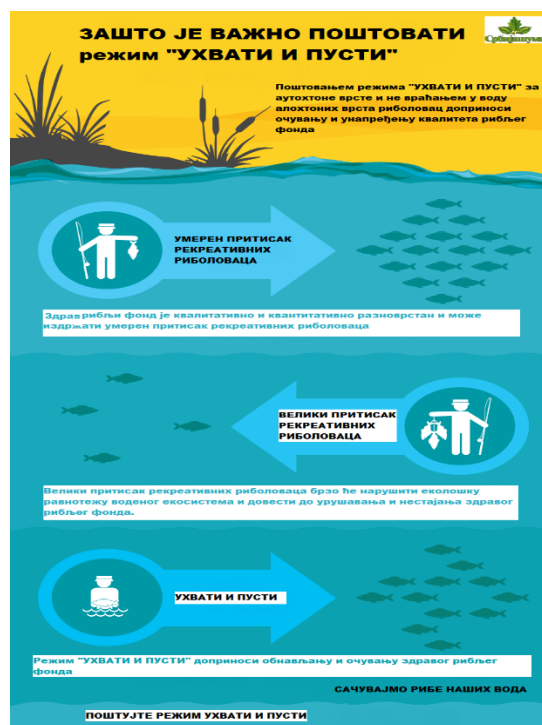 ЗАШТО ЈЕ ВАЖНО ПОШТОВАТИ
режим "УХВАТИ И ПУСТИ"
Србијашуме
Поштовањем режима "УХВАТИ И ПУСТИ" за
аутохтоне врсте и не враћањем у воду
алохтоних врста риболовац доприноси
очувању и унапређењу квалитета рибљег
фонда
УМЕРЕН ПРИТИСАК
РЕКРЕАТИВНИХ
РИБОЛОВАЦА
Здрав рибљи фонд је квалитативно и квантитативно разноврстан и може
издржати умерен притисак рекреативних риболоваца
ВЕЛИКИ ПРИТИСАК
РЕКРЕАТИВНИХ
РИБОЛОВАЦА
Велики притисак рекреативних риболоваца брзо ће нарушити еколошку
равнотежу воденог екосистема и довести до урушавања и нестајања здравог
рибљег фонда.
УХВАТИ И ПУСТИ
Режим "УХВАТИ И ПУСТИ" доприноси обнављању и очувању здравог рибљег
фонда
САЧУВАЈМО РИБЕ НАШИХ ВОДА
ПОШТУЈТЕ РЕЖИМ УХВАТИ И ПУСТИ